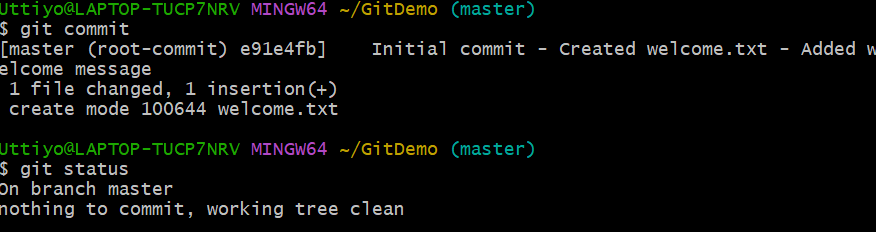 Uttiyo@LAPTOP-TUCP7NRV MINGW64 ~/GitDemo (master)
$ git commit
[master (root-commit) e91e4fb]    Initial commit - Created welcome.txt - Added w
elcome message
 1 file changed, 1 insertion(+)
 create mode 100644 welcome.txt

Uttiyo@LAPTOP-TUCP7NRV MINGW64 ~/GitDemo (master)
$ git status
On branch master
nothing to commit, working tree clean